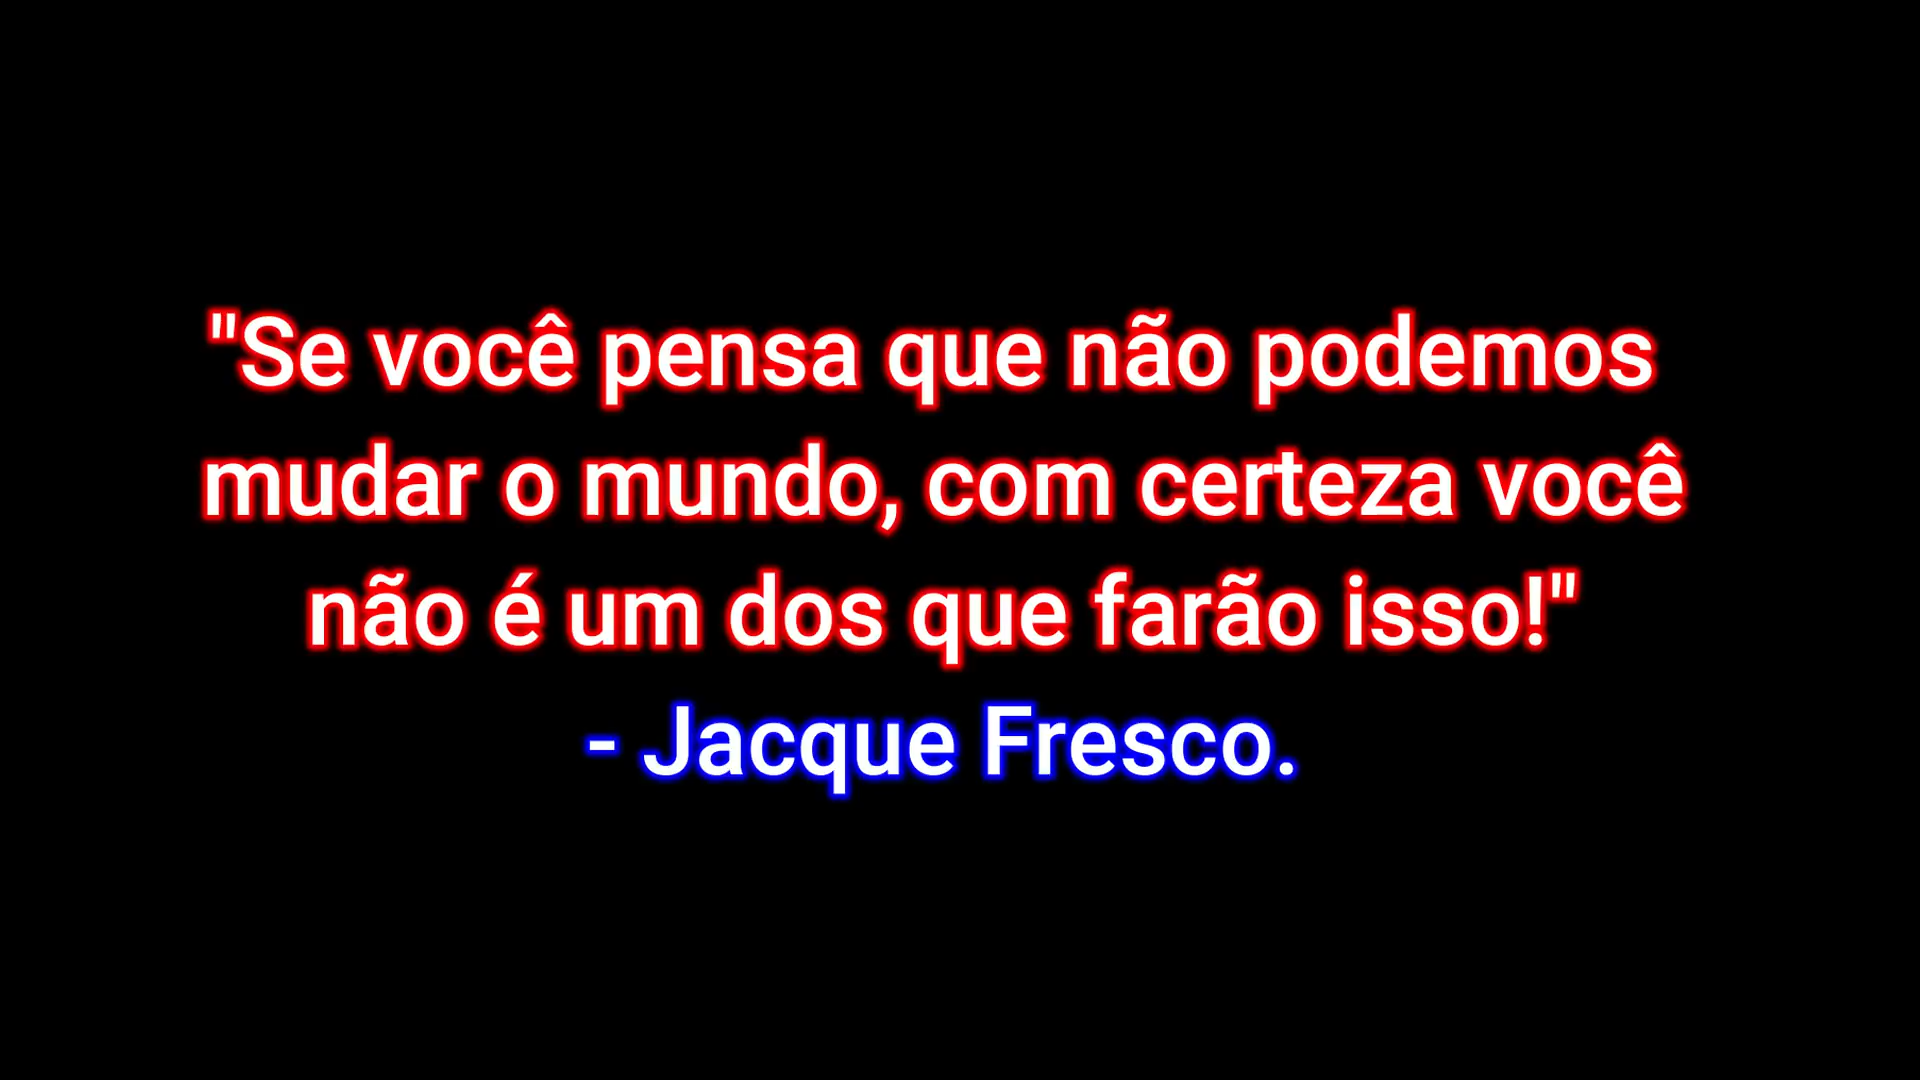 "Se você pensa que não podemos
mudar o mundo, com certeza você
não é um dos que farão isso!"
- Jacque Fresco.